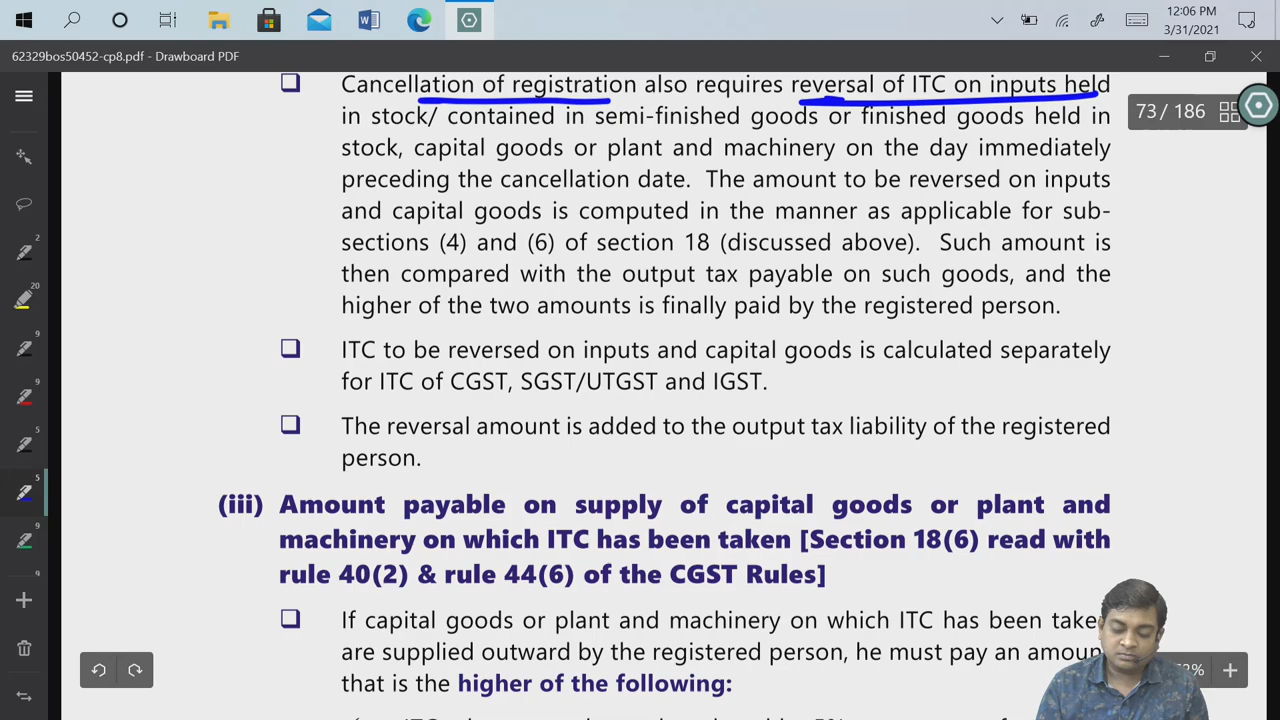 12:06 PM
3/31/2021
62329bos50452-cp8.pdf - Drawboard PDF
Cancellation of registration also requires reversal of ITC on inputs held
73 / 186
in stock/ contained in semi-finished goods or finished goods held in
stock, capital goods or plant and machinery on the day immediately
preceding the cancellation date. The amount to be reversed on inputs
and capital goods is computed in the manner as applicable for sub-
sections (4) and (6) of section 18 (discussed above). Such amount is
then compared with the output tax payable on such goods, and the
higher of the two amounts is finally paid by the registered person.
ITC to be reversed on inputs and capital goods is calculated separately
for ITC of CGST, SGST/UTGST and IGST.
The reversal amount is added to the output tax liability of the registered
person.
(iii) Amount payable on supply of capital goods or plant and
machinery on which ITC has been taken [Section 18(6) read with
rule 40(2) & rule 44(6) of the CGST Rules]
If capital goods or plant and machinery on which ITC has been take
are supplied outward by the registered person, he must pay an amoun
that is the higher of the following:
2
20
9
9
5
5
9
9